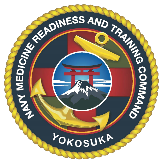 NAVY MEDICINE READINESS AND TRAINING COMMAND
YOKOSUKA